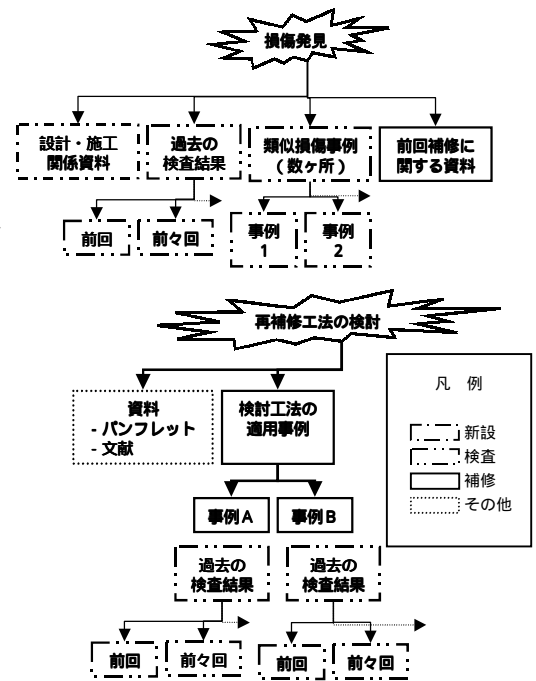 損傷発見
設計・施工
関係資料
過去の
検査結果
類似損傷事例
（数ヶ所）
前回補修に
関する資料
前回
前々回
事例
1
事例
2
再補修工法の検討
資料
- パンフレット
- 文献
検討工法の
適用事例
凡　例
新設
検査
補修
その他
事例A
事例B
過去の
検査結果
過去の
検査結果
前回
前々回
前回
前々回